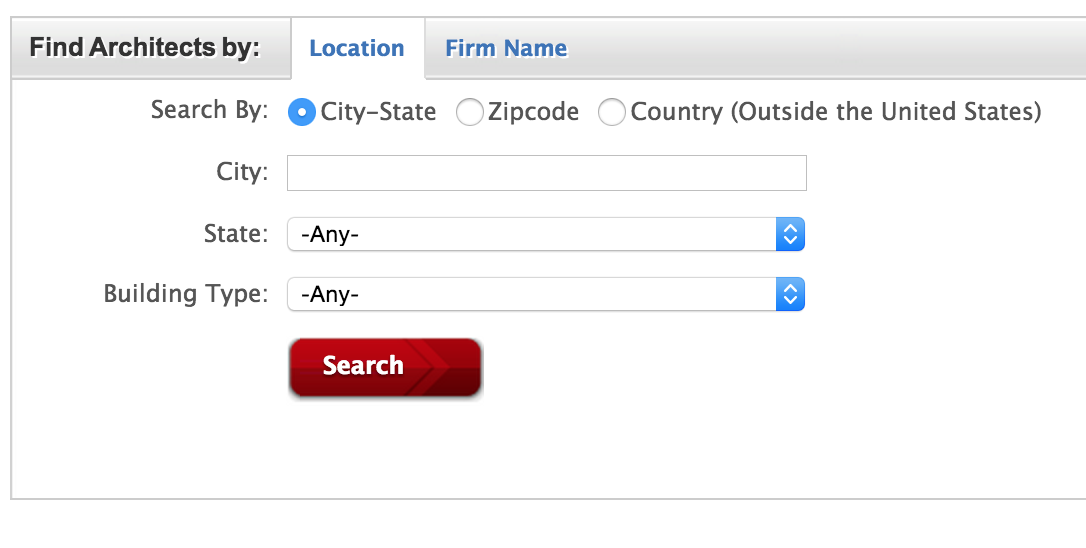 Find Architects by: Location Firm Name
Search By: City-State Zipcode Country (Outside the United States)
City:
State: -Any-
Building Type: -Any-
Search